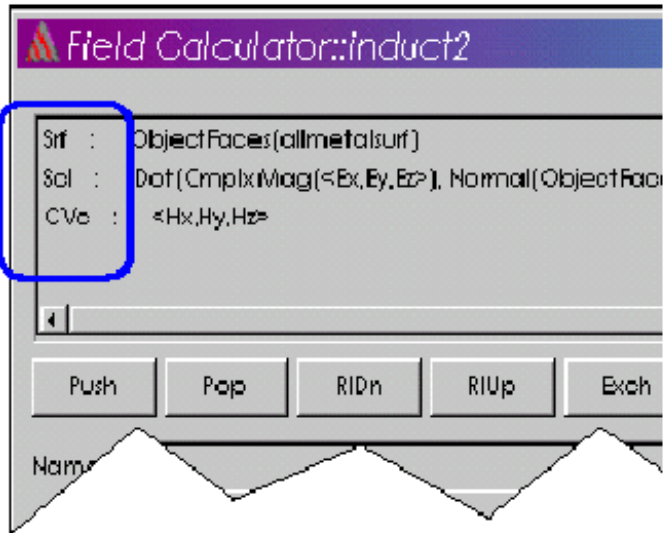 Field Calculator::induct2
Srf : ObjectFaces(allmetalsurf)
Scl : Dot(CmplxMag(<Ex,Ey,Ez>), Normal(ObjectFac
CVc : <Hx,Hy,Hz>
Push Pop RlDn RlUp Exch
Name